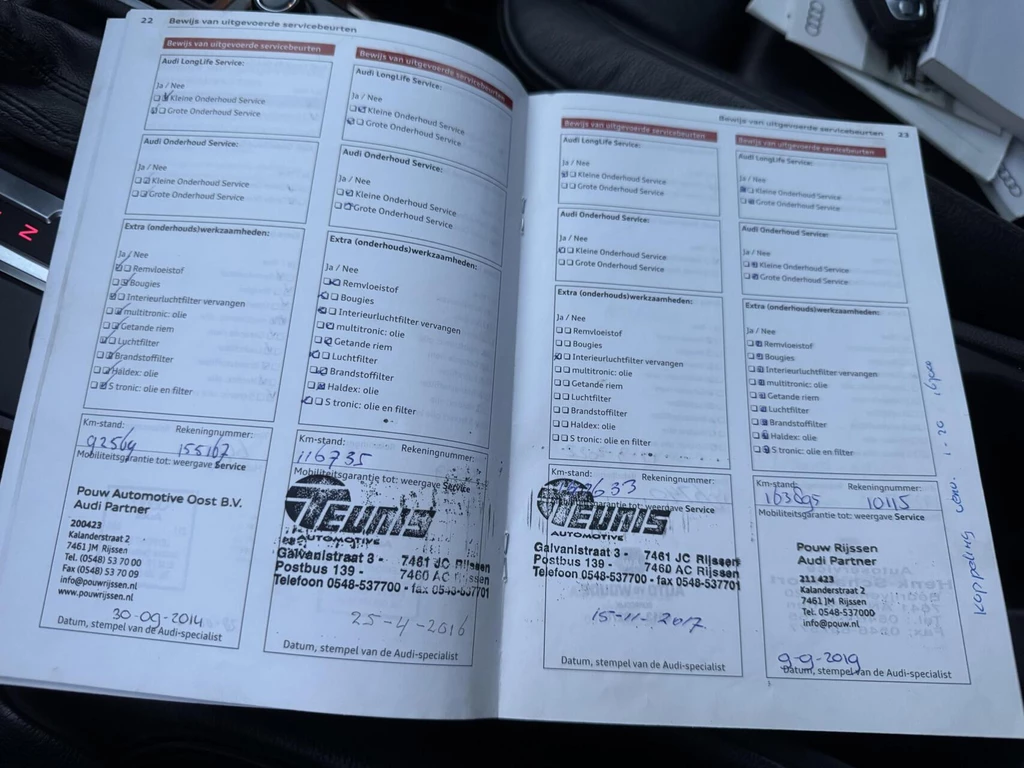 22 Bewijs van uitgevoerde servicebeurten
Bewijs van uitgevoerde servicebeurten
Audi LongLife Service:
Ja / Nee
Kleine Onderhoud Service
Grote Onderhoud Service
Audi Onderhoud Service:
Ja / Nee
Kleine Onderhoud Service
Grote Onderhoud Service
Extra (onderhouds)werkzaamheden:
Ja / Nee
Remvloeistof
Bougies
Interieurluchtfilter vervangen
multitronic: olie
Getande riem
Luchtfilter
Brandstoffilter
Haldex: olie
S tronic: olie en filter
Km-stand: Rekeningnummer:
92569 155167
Mobiliteitsgarantie tot: weergave Service
Pouw Automotive Oost B.V.
Audi Partner
200423
Kalanderstraat 2
7461 JM Rijssen
Tel. (0548) 53 70 00
Fax (0548) 53 70 09
info@pouwrijssen.nl
www.pouwrijssen.nl
30-09-2014
Datum, stempel van de Audi-specialist
Bewijs van uitgevoerde servicebeurten
Audi LongLife Service:
Ja / Nee
Kleine Onderhoud Service
Grote Onderhoud Service
Audi Onderhoud Service:
Ja / Nee
Kleine Onderhoud Service
Grote Onderhoud Service
Extra (onderhouds)werkzaamheden:
Ja / Nee
Remvloeistof
Bougies
Interieurluchtfilter vervangen
multitronic: olie
Getande riem
Luchtfilter
Brandstoffilter
Haldex: olie
S tronic: olie en filter
Km-stand: Rekeningnummer:
116735
Mobiliteitsgarantie tot: weergave Service
TEUNIS
AUTOMOTIVE
Galvanistraat 3 - 7461 JC Rijssen
Postbus 139 - 7460 AC Rijssen
Telefoon 0548-537700 - fax 0548-537701
25-4-2016
Datum, stempel van de Audi-specialist
Bewijs van uitgevoerde servicebeurten 23
Bewijs van uitgevoerde servicebeurten
Audi LongLife Service:
Ja / Nee
Kleine Onderhoud Service
Grote Onderhoud Service
Audi Onderhoud Service:
Ja / Nee
Kleine Onderhoud Service
Grote Onderhoud Service
Extra (onderhouds)werkzaamheden:
Ja / Nee
Remvloeistof
Bougies
Interieurluchtfilter vervangen
multitronic: olie
Getande riem
Luchtfilter
Brandstoffilter
Haldex: olie
S tronic: olie en filter
Km-stand: Rekeningnummer:
weergave Service
TEUNIS
AUTOMOTIVE
Galvanistraat 3 - 7461 JC Rijssen
Postbus 139 - 7460 AC Rijssen
Telefoon 0548-537700 - fax 0548-537701
15-11-2017
Datum, stempel van de Audi-specialist
Bewijs van uitgevoerde servicebeurten
Audi LongLife Service:
Ja / Nee
Kleine Onderhoud Service
Grote Onderhoud Service
Audi Onderhoud Service:
Ja / Nee
Kleine Onderhoud Service
Grote Onderhoud Service
Extra (onderhouds)werkzaamheden:
Ja / Nee
Remvloeistof
Bougies
Interieurluchtfilter vervangen
multitronic: olie
Getande riem
Luchtfilter
Brandstoffilter
Haldex: olie
S tronic: olie en filter
Km-stand: Rekeningnummer:
10115
Mobiliteitsgarantie tot: weergave Service
Pouw Rijssen
Audi Partner
211 423
Kalanderstraat 2
7461 JM Rijssen
Tel. 0548-537000
info@pouw.nl
9-9-2019
Datum, stempel van de Audi-specialist
Koppeling verv.
N